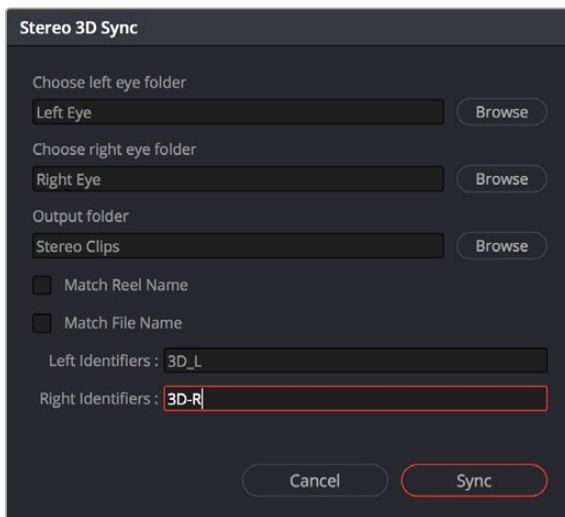 Stereo 3D Sync
Choose left eye folder
Left Eye Browse
Choose right eye folder
Right Eye Browse
Output folder
Stereo Clips Browse
Match Reel Name
Match File Name
Left Identifiers : 3D_L
Right Identifiers : 3D-R
Cancel Sync